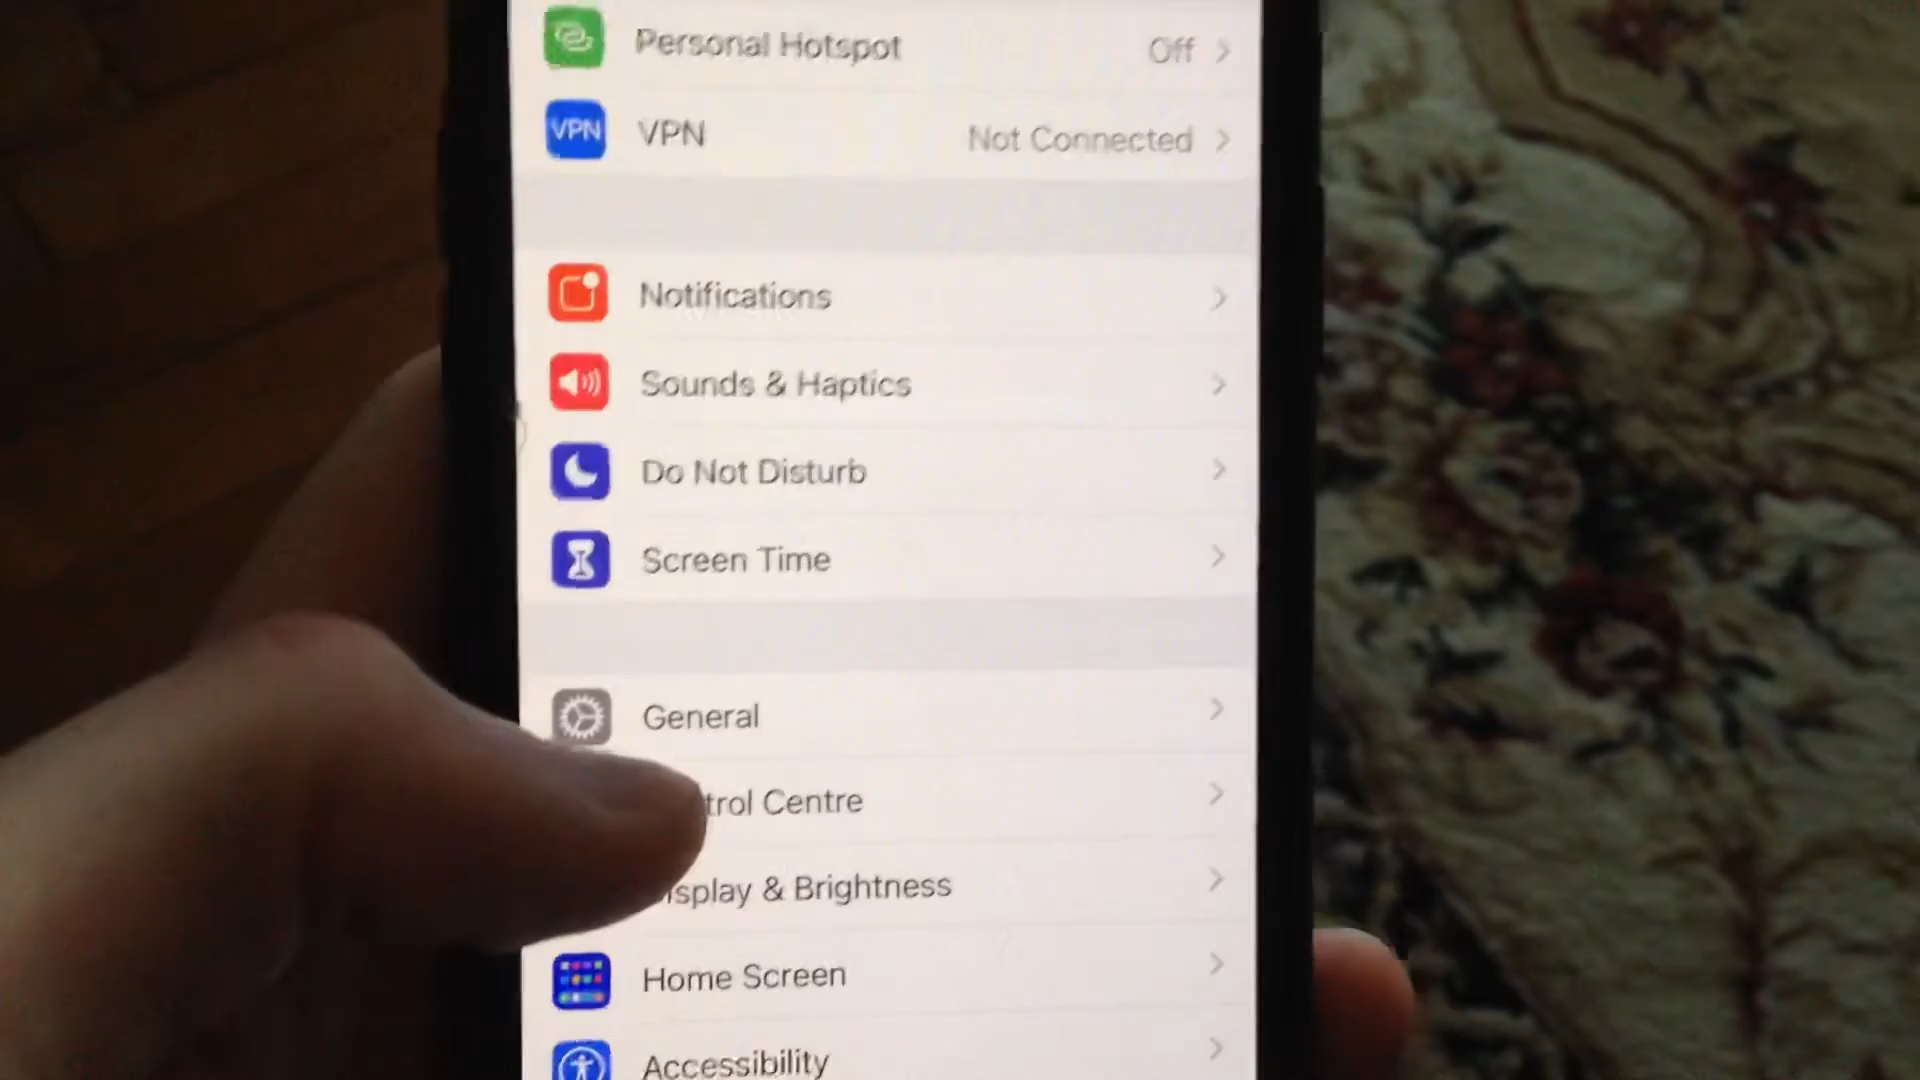 Personal Hotspot Off
VPN VPN Not Connected
Notifications
Sounds & Haptics
Do Not Disturb
Screen Time
General
trol Centre
isplay & Brightness
Home Screen
Accessibility